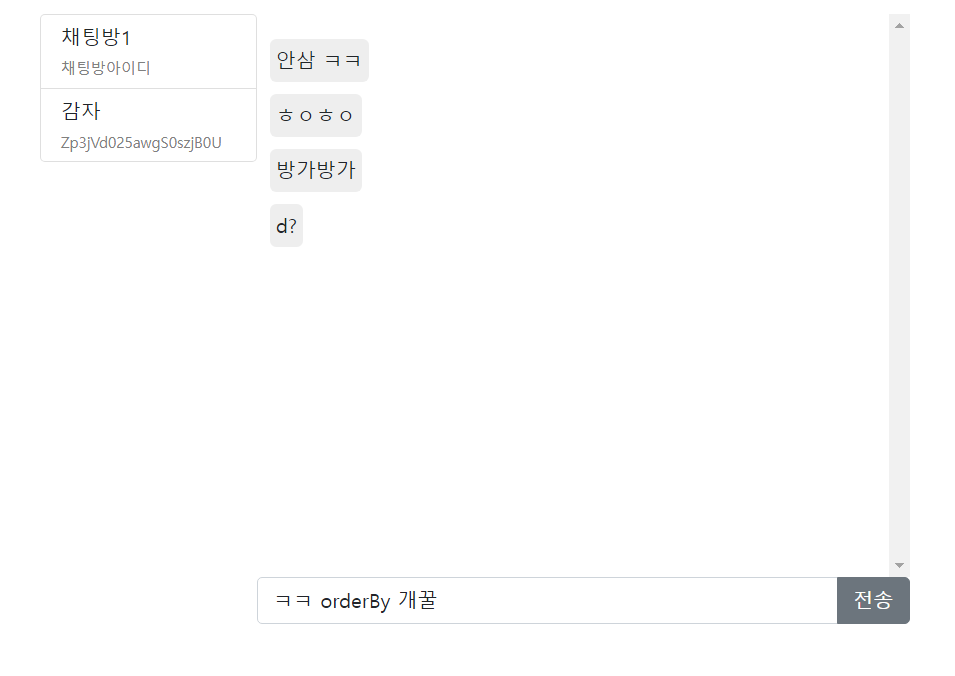 채팅방1
채팅방아이디
감자
Zp3jVd025awgS0szjB0U
안삼 ㅋㅋ
ㅎㅇㅎㅇ
방가방가
d?
ㅋㅋ orderBy 개꿀
전송